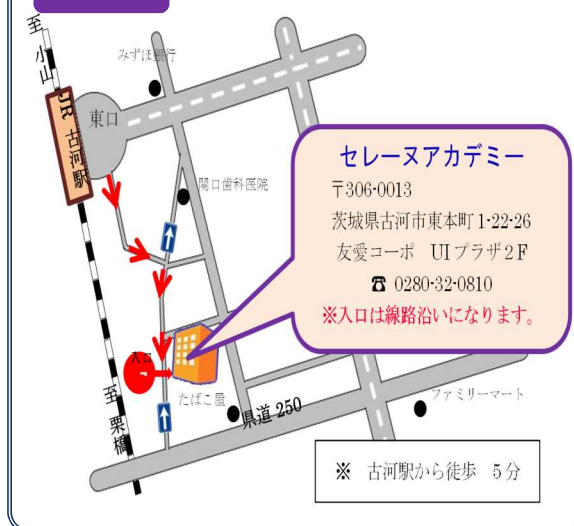 至
小山
みずほ銀行
JR 古河駅
東口
関口歯科医院
セレーヌアカデミー
〒306-0013
茨城県古河市東本町1-22-26
友愛コーポ UIプラザ2F
☎ 0280-32-0810
※入口は線路沿いになります。
入口
至
栗橋
たばこ屋
県道250
ファミリーマート
※ 古河駅から徒歩 5分